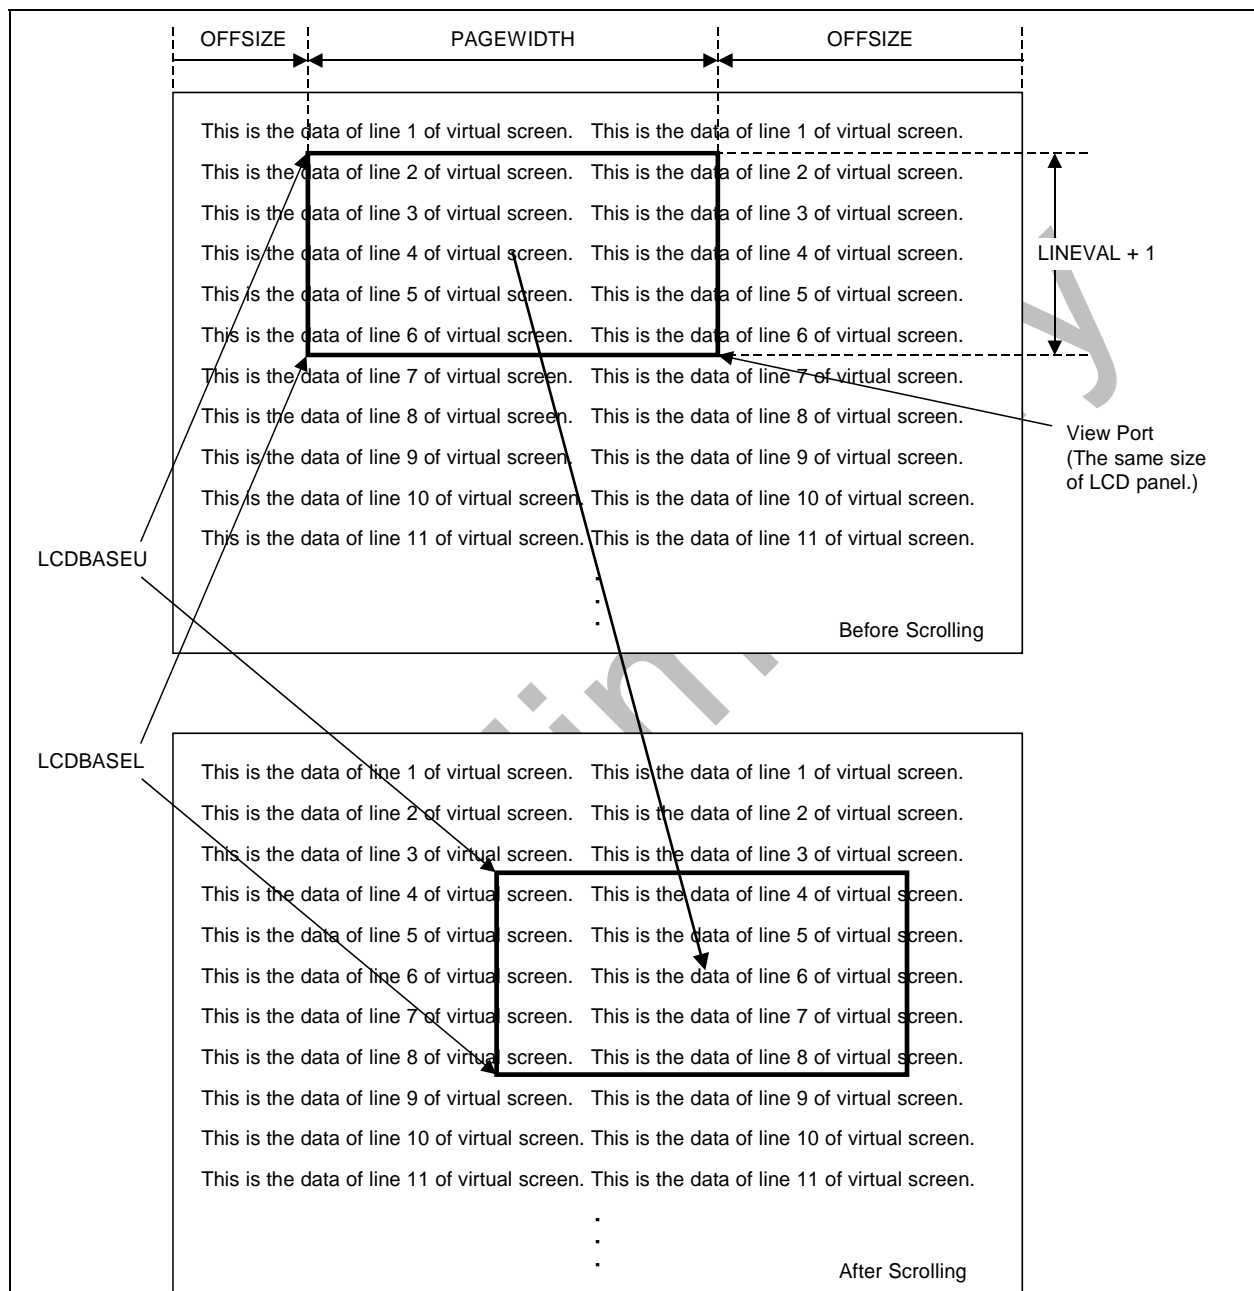 OFFSIZE PAGEWIDTH OFFSIZE
This is the data of line 1 of virtual screen. This is the data of line 1 of virtual screen.
This is the data of line 2 of virtual screen. This is the data of line 2 of virtual screen.
This is the data of line 3 of virtual screen. This is the data of line 3 of virtual screen.
This is the data of line 4 of virtual screen. This is the data of line 4 of virtual screen.
LINEVAL + 1
This is the data of line 5 of virtual screen. This is the data of line 5 of virtual screen.
This is the data of line 6 of virtual screen. This is the data of line 6 of virtual screen.
This is the data of line 7 of virtual screen. This is the data of line 7 of virtual screen.
This is the data of line 8 of virtual screen. This is the data of line 8 of virtual screen.
View Port
(The same size
of LCD panel.)
This is the data of line 9 of virtual screen. This is the data of line 9 of virtual screen.
This is the data of line 10 of virtual screen. This is the data of line 10 of virtual screen.
This is the data of line 11 of virtual screen. This is the data of line 11 of virtual screen.
LCDBASEU
Before Scrolling
LCDBASEL
This is the data of line 1 of virtual screen. This is the data of line 1 of virtual screen.
This is the data of line 2 of virtual screen. This is the data of line 2 of virtual screen.
This is the data of line 3 of virtual screen. This is the data of line 3 of virtual screen.
This is the data of line 4 of virtual screen. This is the data of line 4 of virtual screen.
This is the data of line 5 of virtual screen. This is the data of line 5 of virtual screen.
This is the data of line 6 of virtual screen. This is the data of line 6 of virtual screen.
This is the data of line 7 of virtual screen. This is the data of line 7 of virtual screen.
This is the data of line 8 of virtual screen. This is the data of line 8 of virtual screen.
This is the data of line 9 of virtual screen. This is the data of line 9 of virtual screen.
This is the data of line 10 of virtual screen. This is the data of line 10 of virtual screen.
This is the data of line 11 of virtual screen. This is the data of line 11 of virtual screen.
After Scrolling